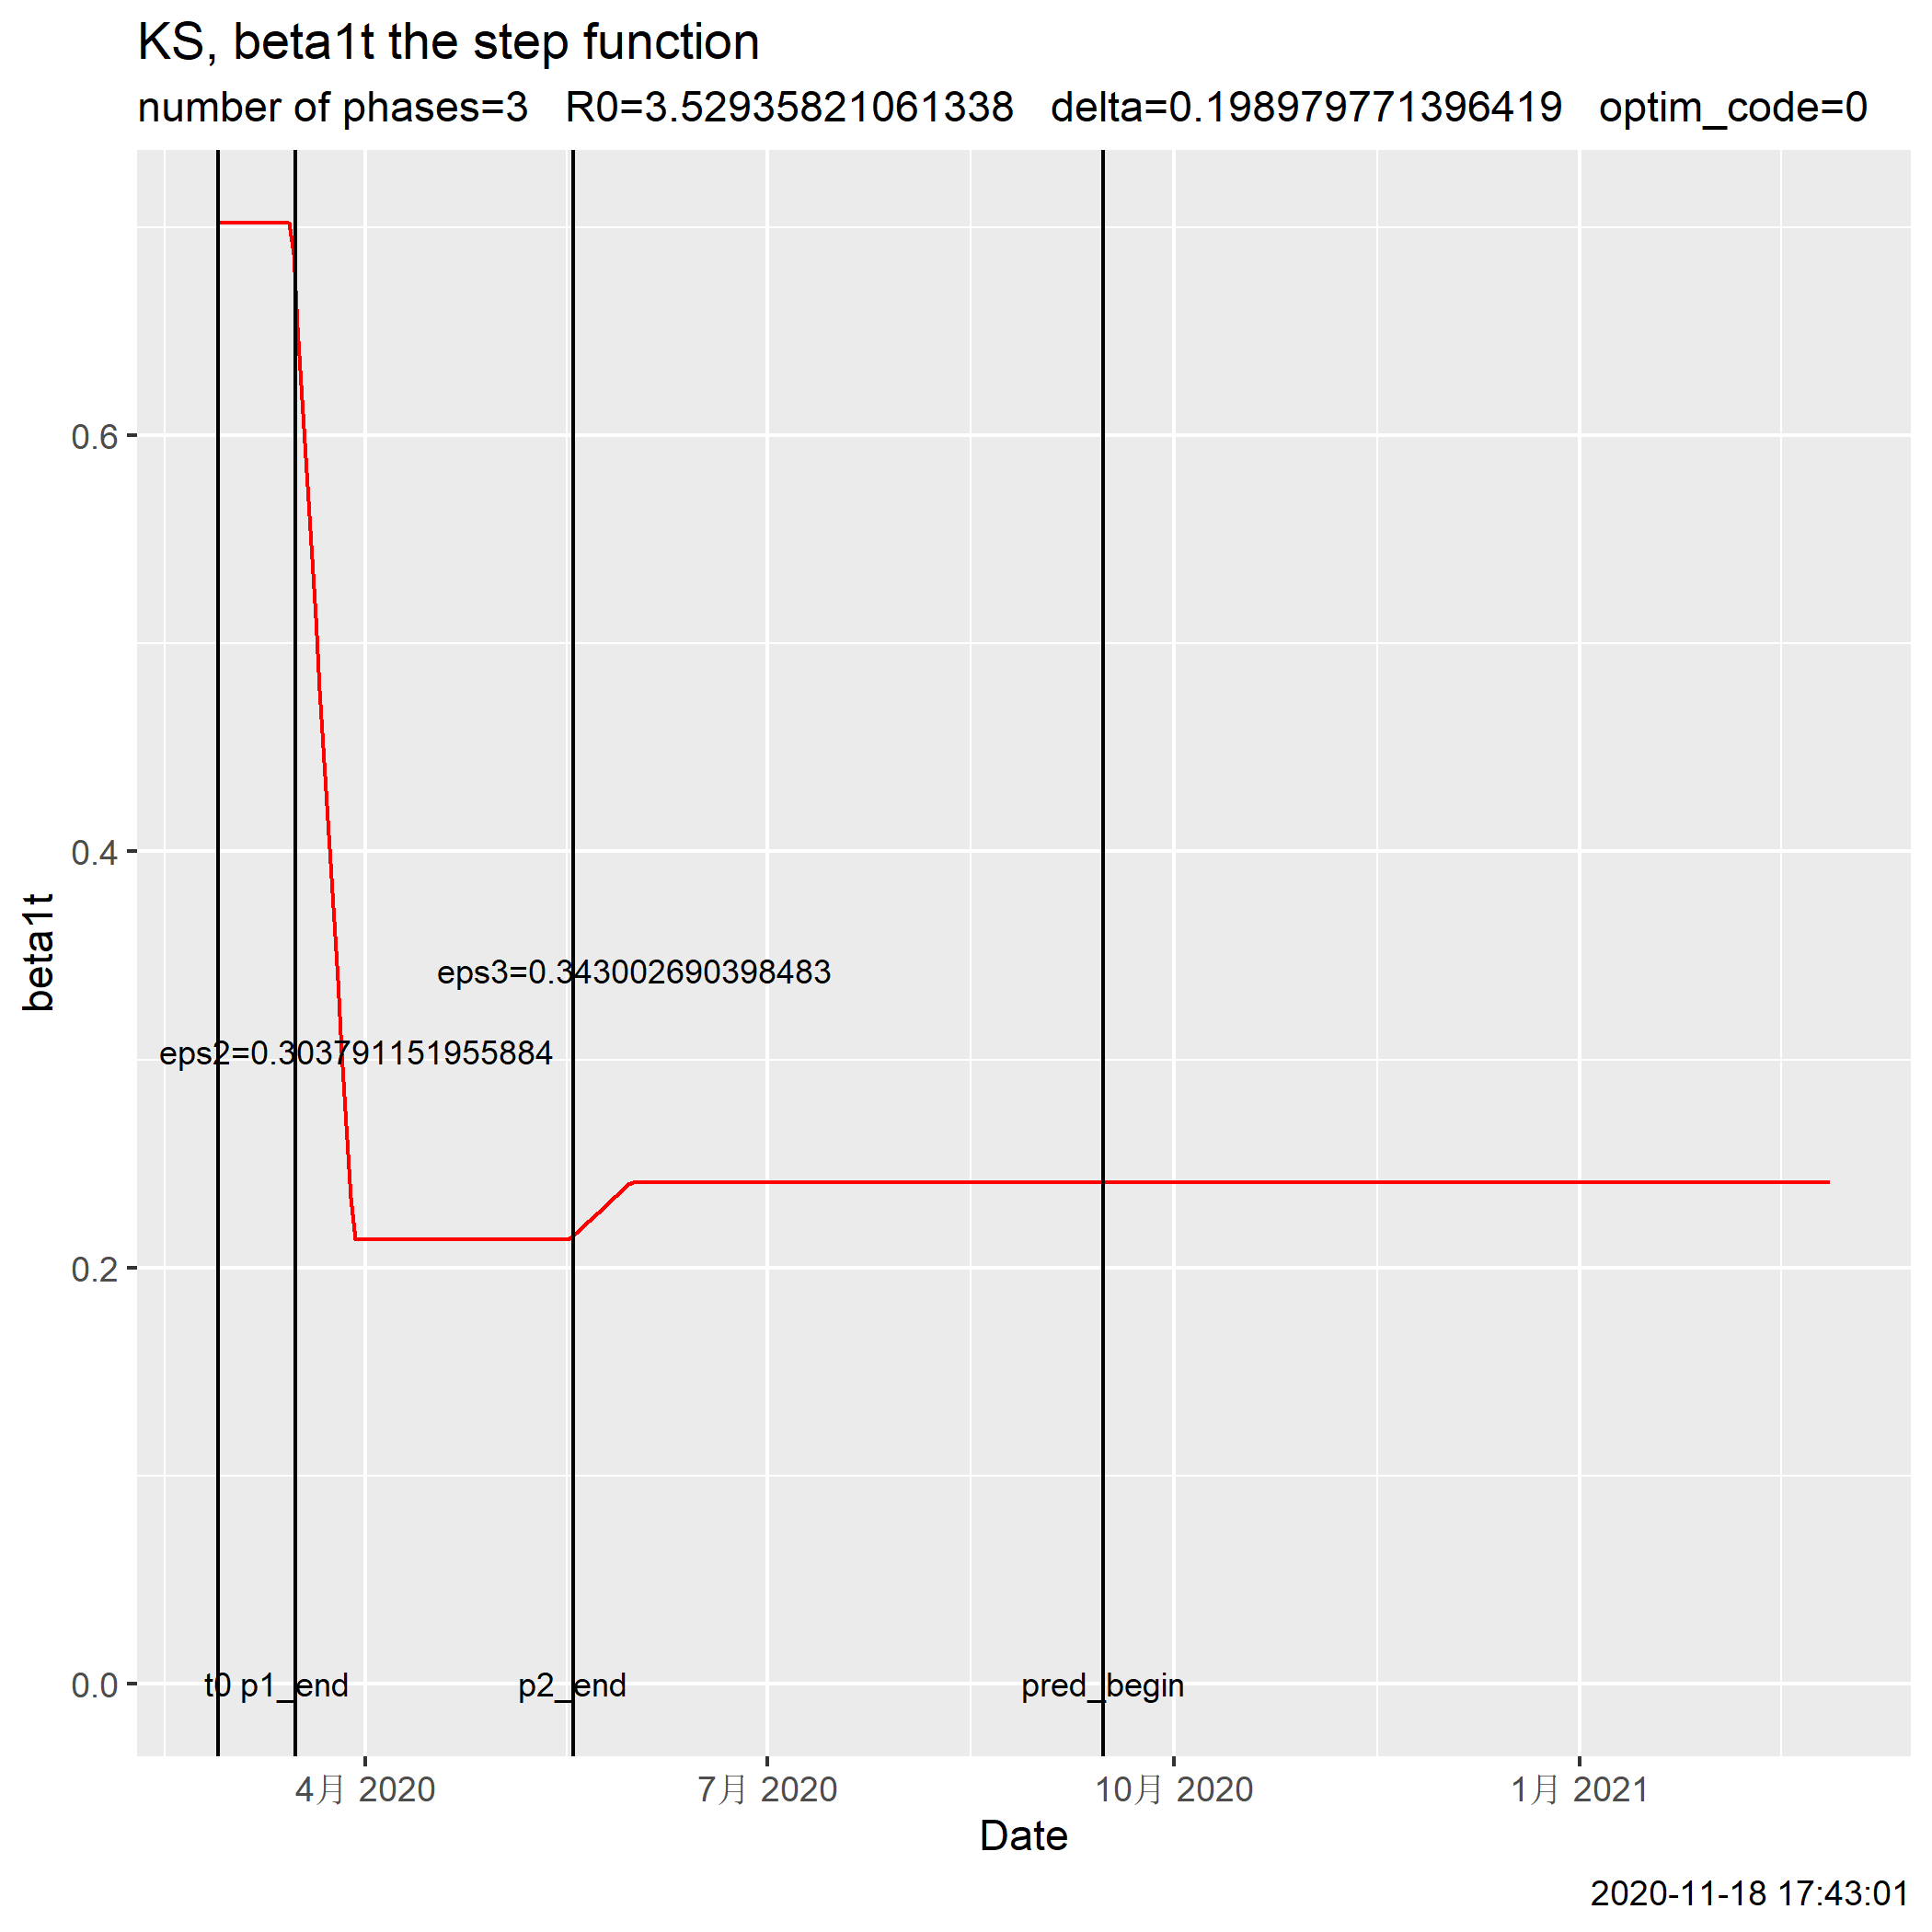 KS, beta1t the step function
number of phases=3 R0=3.52935821061338 delta=0.198979771396419 optim_code=0
0.6
0.4
eps3=0.343002690398483
eps2=0.303791151955884
0.2
0.0
t0 p1_end p2_end pred_begin
4月 2020 7月 2020 10月 2020 1月 2021
beta1t
Date
2020-11-18 17:43:01